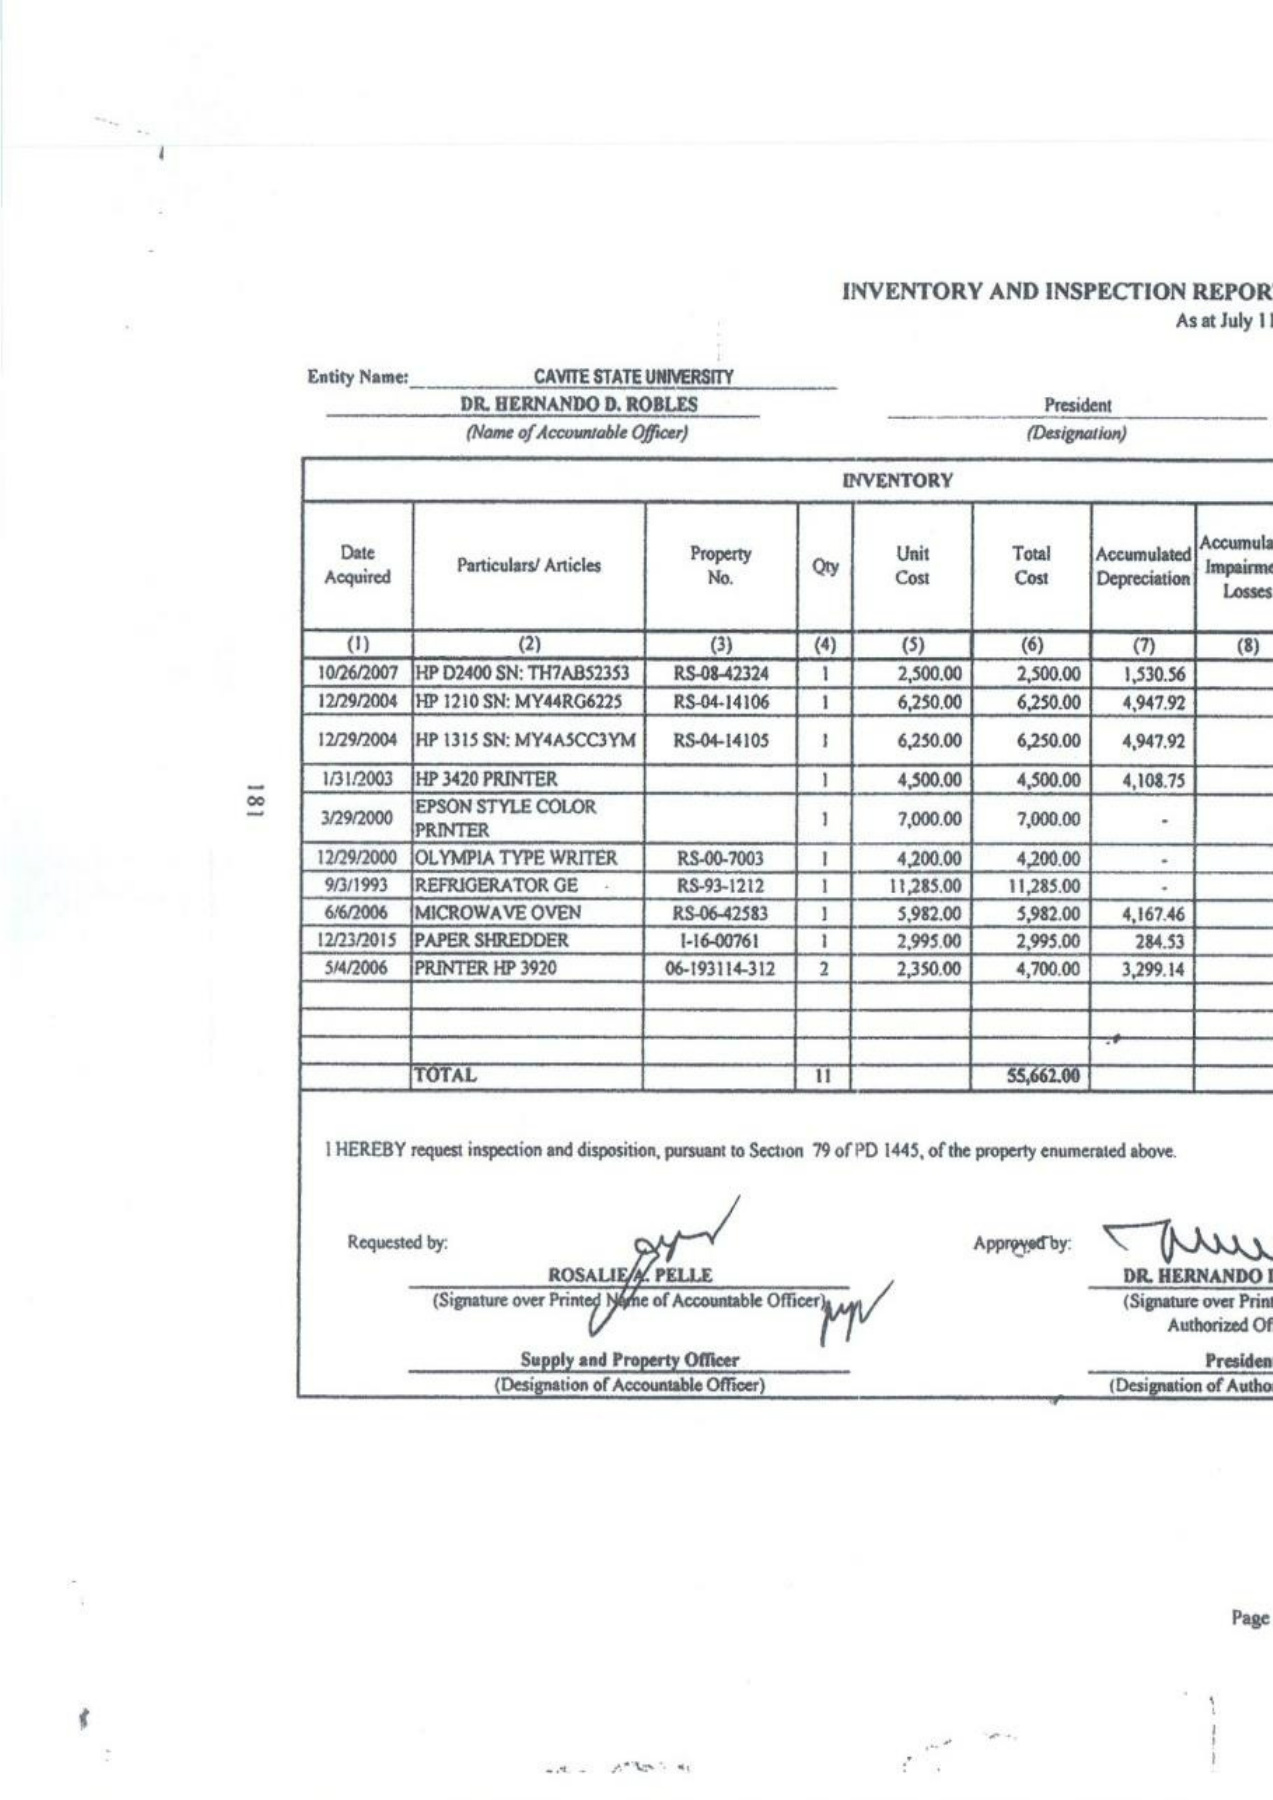 INVENTORY AND INSPECTION REPOR
As at July 11
Entity Name: CAVITE STATE UNIVERSITY
DR. HERNANDO D. ROBLES President
(Name of Accountable Officer) (Designation)
INVENTORY
Date Acquired Particulars/ Articles Property No. Qty Unit Cost Total Cost Accumulated Depreciation Accumula Impairme Losses
(1) (2) (3) (4) (5) (6) (7) (8)
10/26/2007 HP D2400 SN: TH7AB52353 RS-08-42324 1 2,500.00 2,500.00 1,530.56
12/29/2004 HP 1210 SN: MY44RG6225 RS-04-14106 1 6,250.00 6,250.00 4,947.92
12/29/2004 HP 1315 SN: MY4A5CC3YM RS-04-14105 1 6,250.00 6,250.00 4,947.92
1/31/2003 HP 3420 PRINTER 1 4,500.00 4,500.00 4,108.75
3/29/2000 EPSON STYLE COLOR PRINTER 1 7,000.00 7,000.00 -
12/29/2000 OLYMPIA TYPE WRITER RS-00-7003 1 4,200.00 4,200.00 -
9/3/1993 REFRIGERATOR GE RS-93-1212 1 11,285.00 11,285.00 -
6/6/2006 MICROWAVE OVEN RS-06-42583 1 5,982.00 5,982.00 4,167.46
12/23/2015 PAPER SHREDDER I-16-00761 1 2,995.00 2,995.00 284.53
5/4/2006 PRINTER HP 3920 06-193114-312 2 2,350.00 4,700.00 3,299.14
TOTAL 11 55,662.00
I HEREBY request inspection and disposition, pursuant to Section 79 of PD 1445, of the property enumerated above.
Requested by: Approved by:
ROSALIE A. PELLE DR. HERNANDO
(Signature over Printed Name of Accountable Officer) (Signature over Print
Authorized Of
Supply and Property Officer Presiden
(Designation of Accountable Officer) (Designation of Autho
181
Page